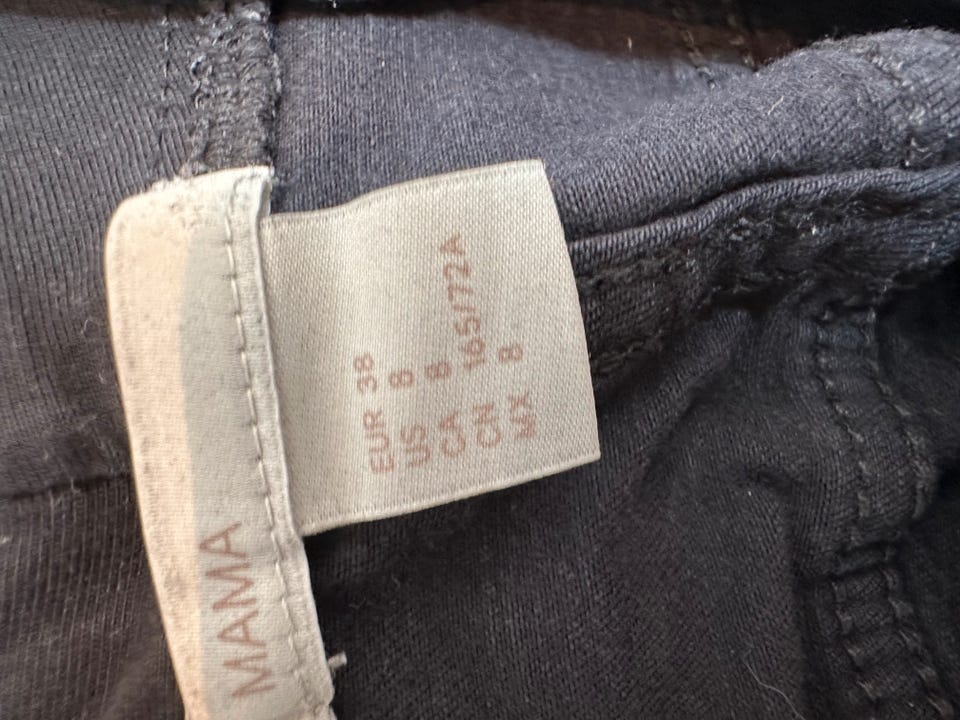 MAMA
EUR 38
US 8
CA 8
CN 165/72A
MX 8